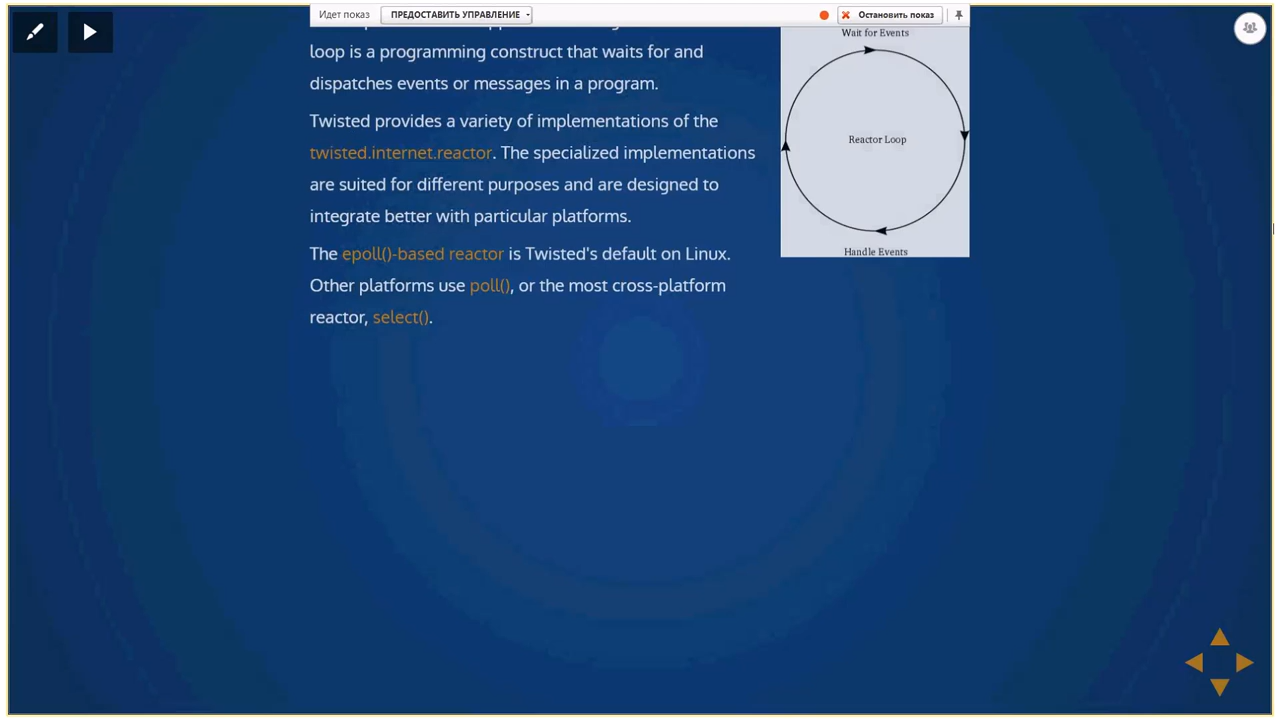 Идет показ
ПРЕДОСТАВИТЬ УПРАВЛЕНИЕ
Остановить показ
loop is a programming construct that waits for and
dispatches events or messages in a program.
Twisted provides a variety of implementations of the
twisted.internet.reactor. The specialized implementations
are suited for different purposes and are designed to
integrate better with particular platforms.
The epoll()-based reactor is Twisted's default on Linux.
Other platforms use poll(), or the most cross-platform
reactor, select().
Wait for Events
Reactor Loop
Handle Events